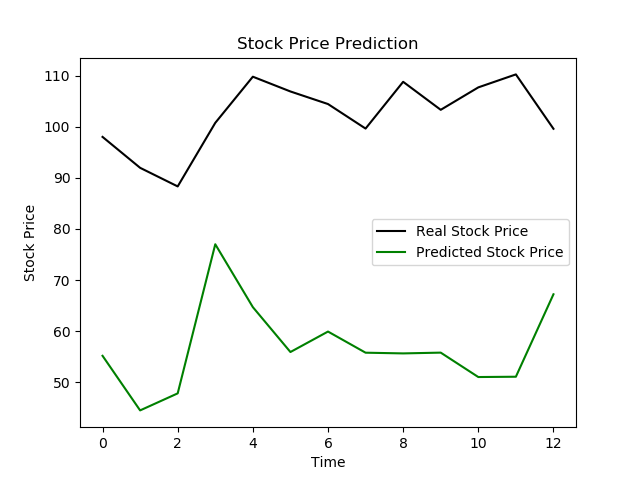 Stock Price Prediction
110
100
90
80
70
60
50
Stock Price
Real Stock Price
Predicted Stock Price
0 2 4 6 8 10 12
Time